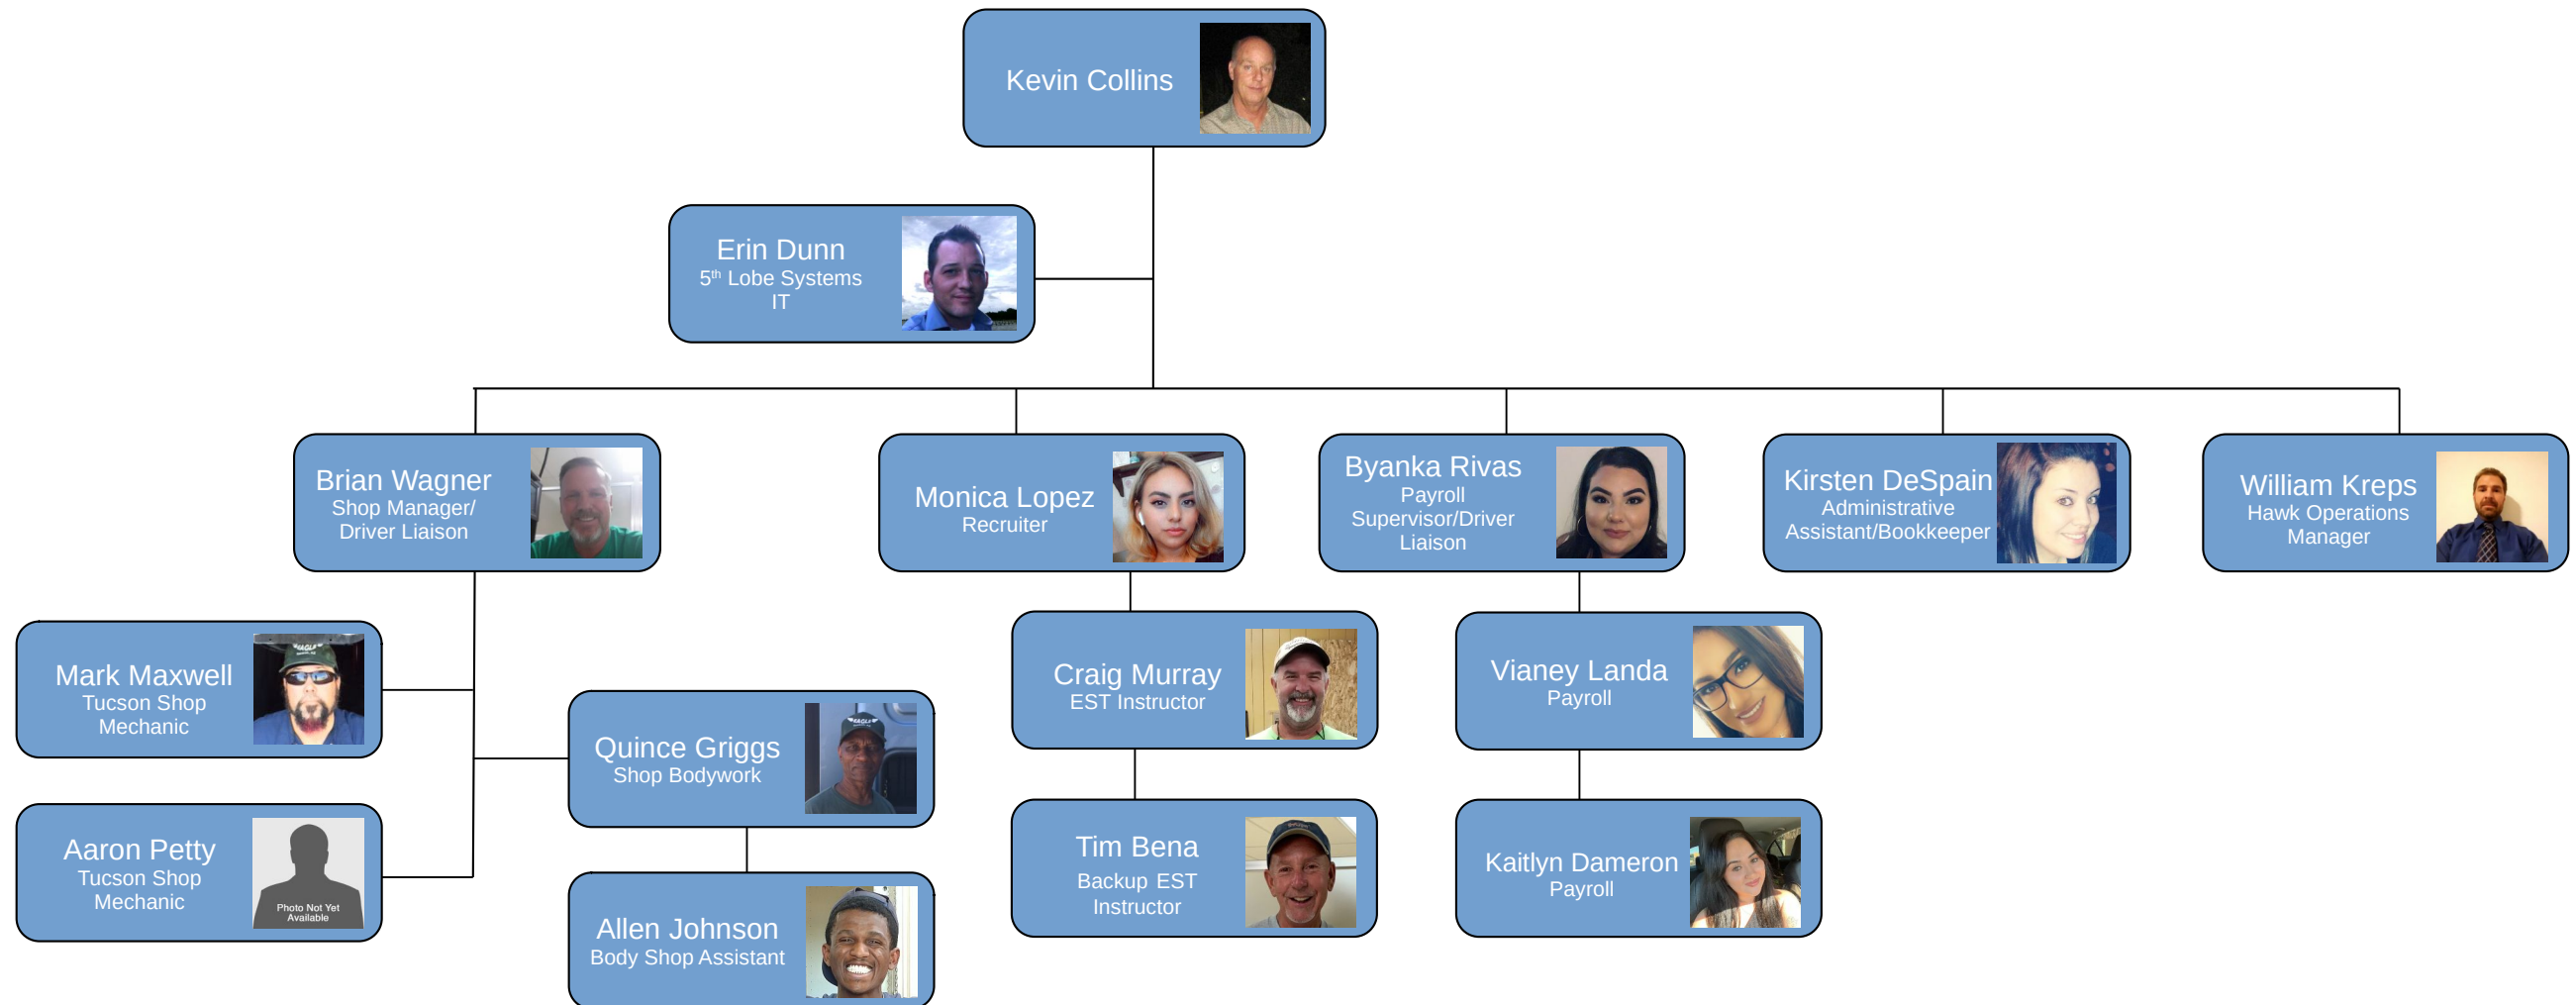 Kevin Collins
Erin Dunn
5th Lobe Systems
IT
Brian Wagner
Shop Manager/
Driver Liaison
Monica Lopez
Recruiter
Byanka Rivas
Payroll
Supervisor/Driver
Liaison
Kirsten DeSpain
Administrative
Assistant/Bookkeeper
William Kreps
Hawk Operations
Manager
Mark Maxwell
Tucson Shop
Mechanic
Quince Griggs
Shop Bodywork
Craig Murray
EST Instructor
Vianey Landa
Payroll
Aaron Petty
Tucson Shop
Mechanic
Photo Not Yet
Available
Allen Johnson
Body Shop Assistant
Tim Bena
Backup EST
Instructor
Kaitlyn Dameron
Payroll